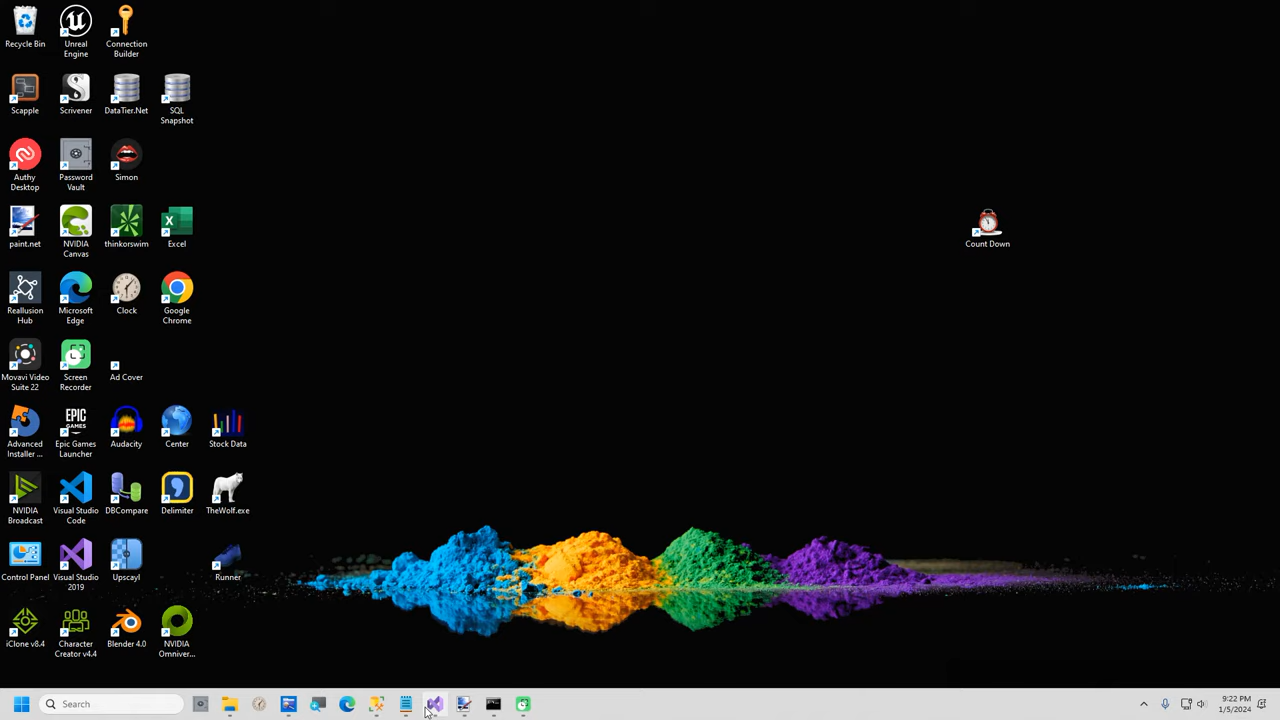 Recycle Bin
Unreal
Engine
Connection
Builder
Scapple
Scrivener
DataTier.Net
SQL
Snapshot
Authy
Desktop
Password
Vault
Simon
paint.net
NVIDIA
Canvas
thinkorswim
Excel
Count Down
Reallusion
Hub
Microsoft
Edge
Clock
Google
Chrome
Movavi Video
Suite 22
Screen
Recorder
Ad Cover
Advanced
Installer ...
EPIC
GAMES
Epic Games
Launcher
Audacity
Center
Stock Data
NVIDIA
Broadcast
Visual Studio
Code
DBCompare
Delimiter
TheWolf.exe
Control Panel
Visual Studio
2019
Upscayl
Runner
iClone v8.4
Character
Creator v4.4
Blender 4.0
NVIDIA
Omniver...
Search
9:22 PM
1/5/2024